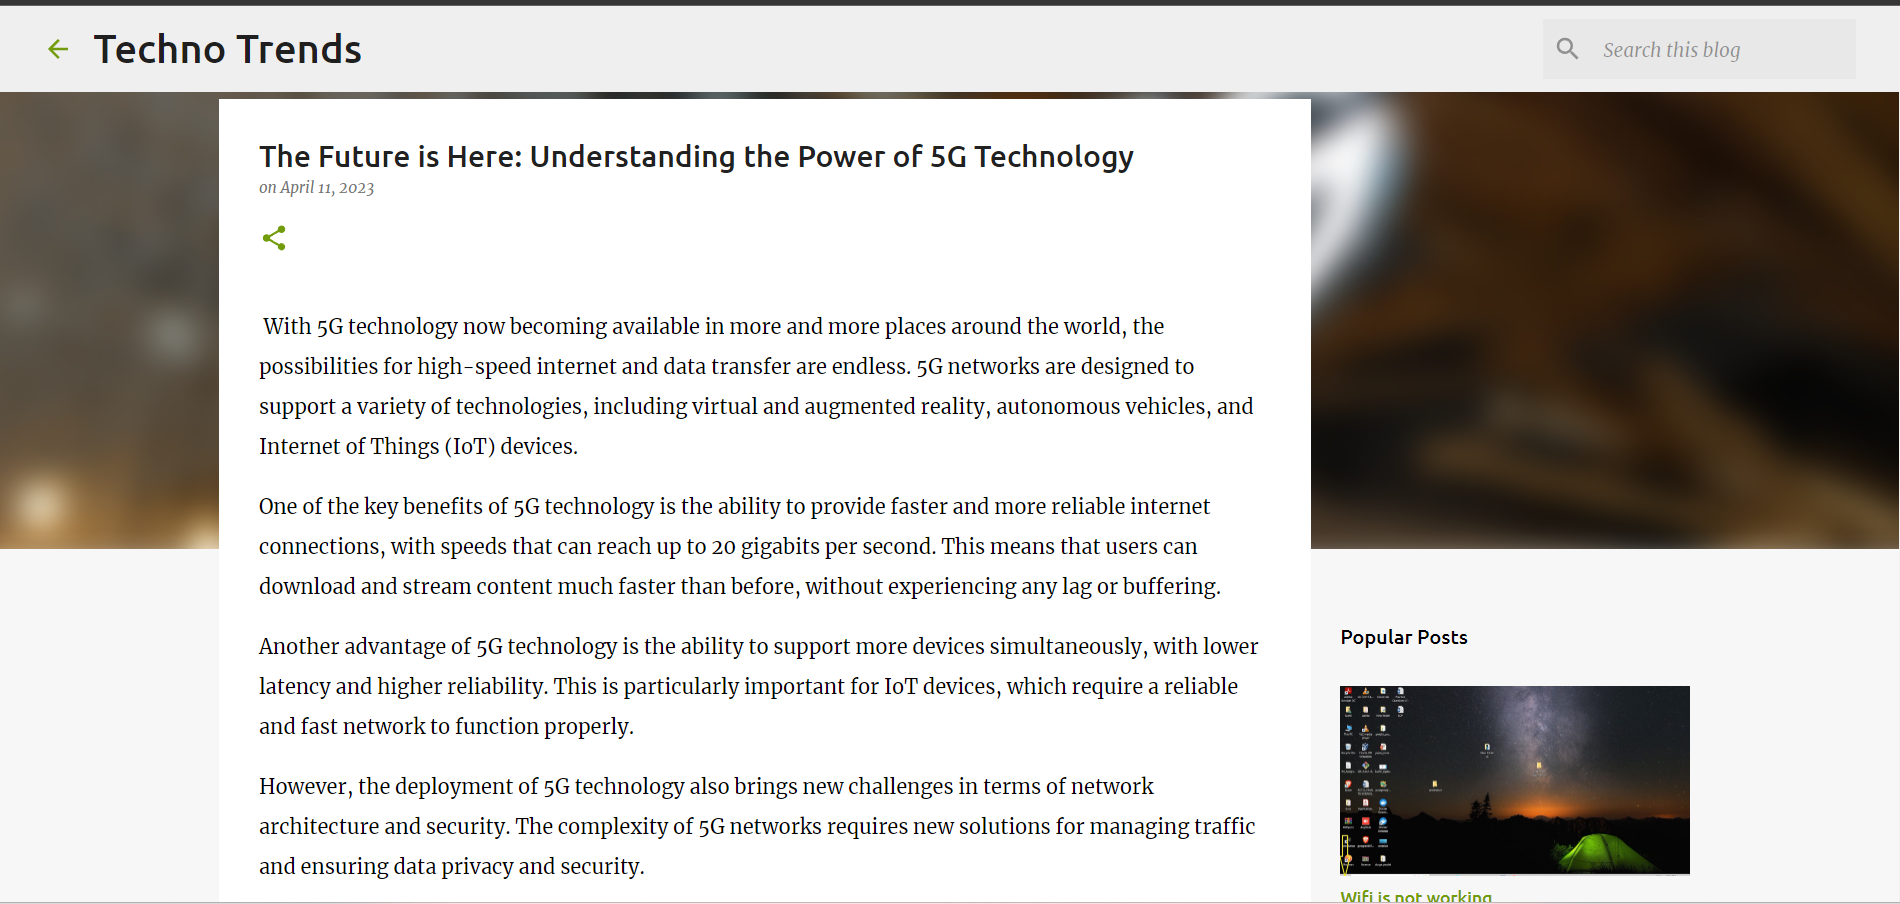 Techno Trends
Search this blog
The Future is Here: Understanding the Power of 5G Technology
on April 11, 2023
With 5G technology now becoming available in more and more places around the world, the
possibilities for high-speed internet and data transfer are endless. 5G networks are designed to
support a variety of technologies, including virtual and augmented reality, autonomous vehicles, and
Internet of Things (IoT) devices.
One of the key benefits of 5G technology is the ability to provide faster and more reliable internet
connections, with speeds that can reach up to 20 gigabits per second. This means that users can
download and stream content much faster than before, without experiencing any lag or buffering.
Another advantage of 5G technology is the ability to support more devices simultaneously, with lower
latency and higher reliability. This is particularly important for IoT devices, which require a reliable
and fast network to function properly.
However, the deployment of 5G technology also brings new challenges in terms of network
architecture and security. The complexity of 5G networks requires new solutions for managing traffic
and ensuring data privacy and security.
Popular Posts
Wifi is not working